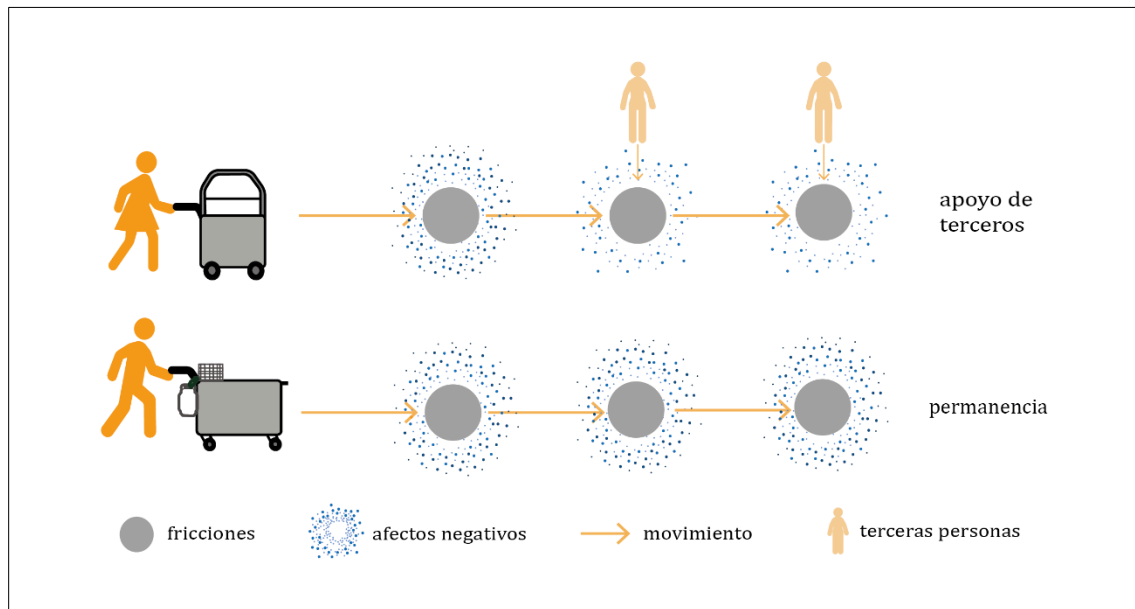 apoyo de
terceros
permanencia
fricciones
afectos negativos
movimiento
terceras personas